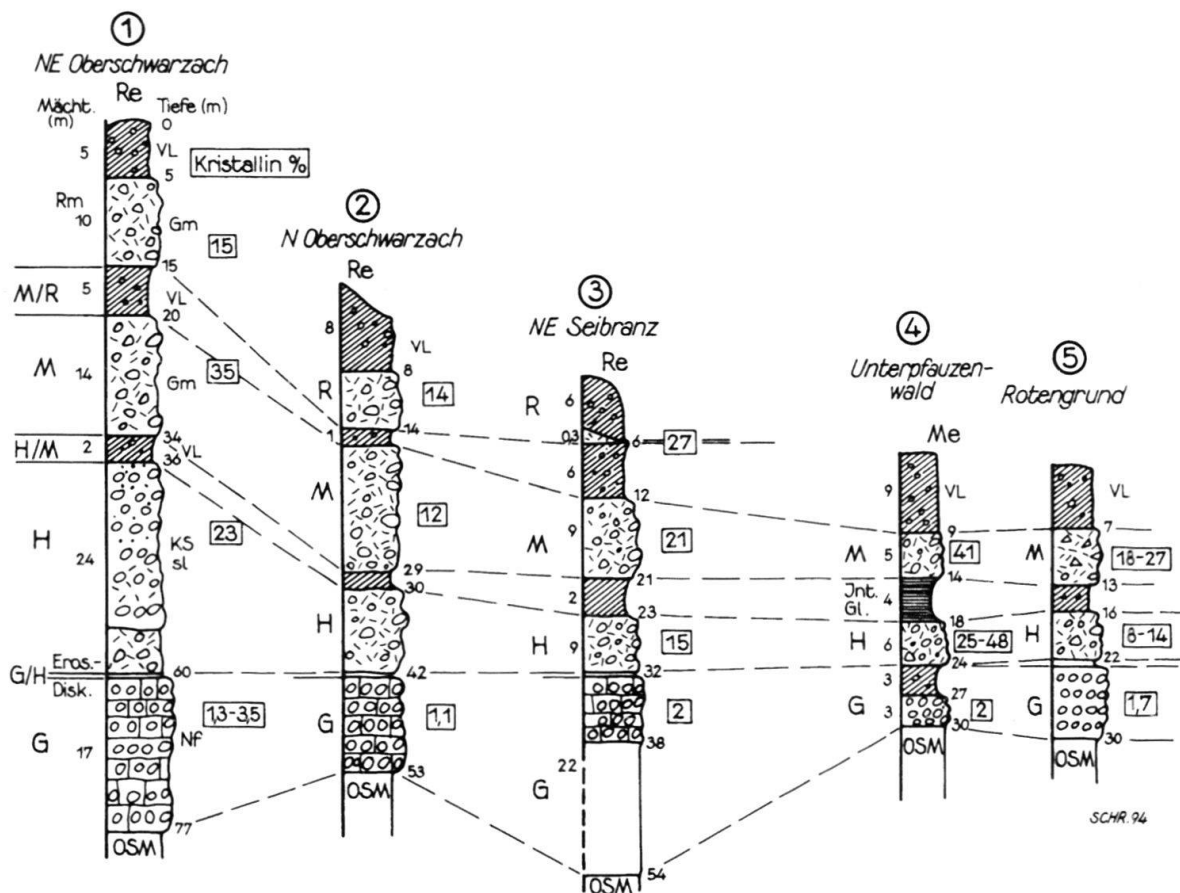 ①
NE Oberschwarzach
Re
Mächt. (m)
Tiefe (m)
0
5
VL
5
Kristallin %
Rm
10
Gm
15
15
M/R
5
VL
20
M
14
Gm
35
34
H/M
2
VL
36
H
24
23
KS
sl
Eros.-
G/H
60
Disk.
1,3-3,5
G
17
Nf
77
OSM
②
N Oberschwarzach
Re
8
VL
8
R
14
1
14
M
12
29
30
H
42
G
1,1
53
OSM
③
NE Seibranz
Re
R
6
0,3
6
27
6
12
M
9
21
21
2
23
H
9
15
32
2
38
22
G
54
OSM
④
Unterpfauzen-
wald
Me
9
VL
9
M
5
41
14
Jnt.
Gl.
4
18
H
6
25-48
24
3
27
G
3
2
30
OSM
⑤
Rotengrund
VL
7
M
18-27
13
16
H
8-14
22
G
1,7
30
OSM
SCHR. 94